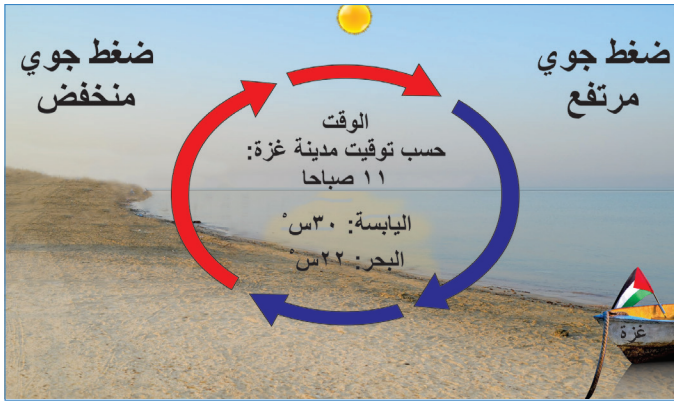 ضغط جوي
مرتفع
ضغط جوي
منخفض
الوقت
حسب توقيت مدينة غزة:
١١ صباحا
اليابسة: ٣٠س°
البحر: ٢٢س°
غزة